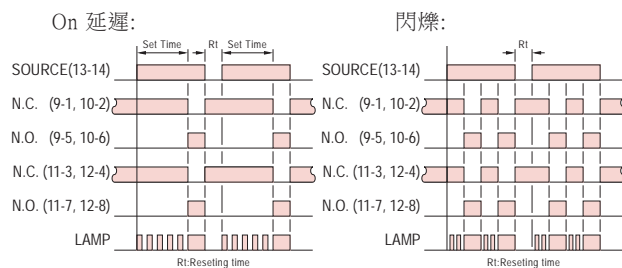 On 延遲:
Set Time Rt Set Time
SOURCE(13-14)
N.C. (9-1, 10-2)
N.O. (9-5, 10-6)
N.C. (11-3, 12-4)
N.O. (11-7, 12-8)
LAMP
Rt:Reseting time
閃爍:
Rt
SOURCE(13-14)
N.C. (9-1, 10-2)
N.O. (9-5, 10-6)
N.C. (11-3, 12-4)
N.O. (11-7, 12-8)
LAMP
Rt:Reseting time